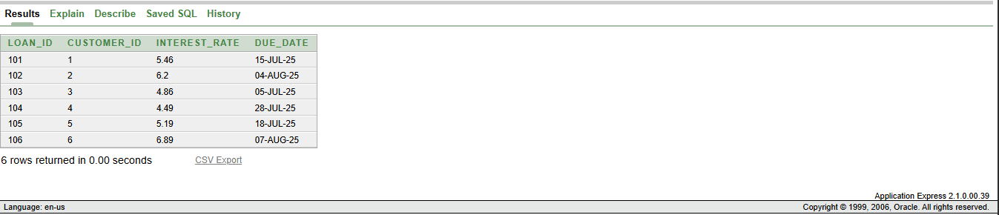 Results Explain Describe Saved SQL History
LOAN_ID CUSTOMER_ID INTEREST_RATE DUE_DATE
101 1 5.46 15-JUL-25
102 2 6.2 04-AUG-25
103 3 4.86 05-JUL-25
104 4 4.49 28-JUL-25
105 5 5.19 18-JUL-25
106 6 6.89 07-AUG-25
6 rows returned in 0.00 seconds CSV Export
Application Express 2.1.0.00.39
Language: en-us Copyright © 1999, 2006, Oracle. All rights reserved.